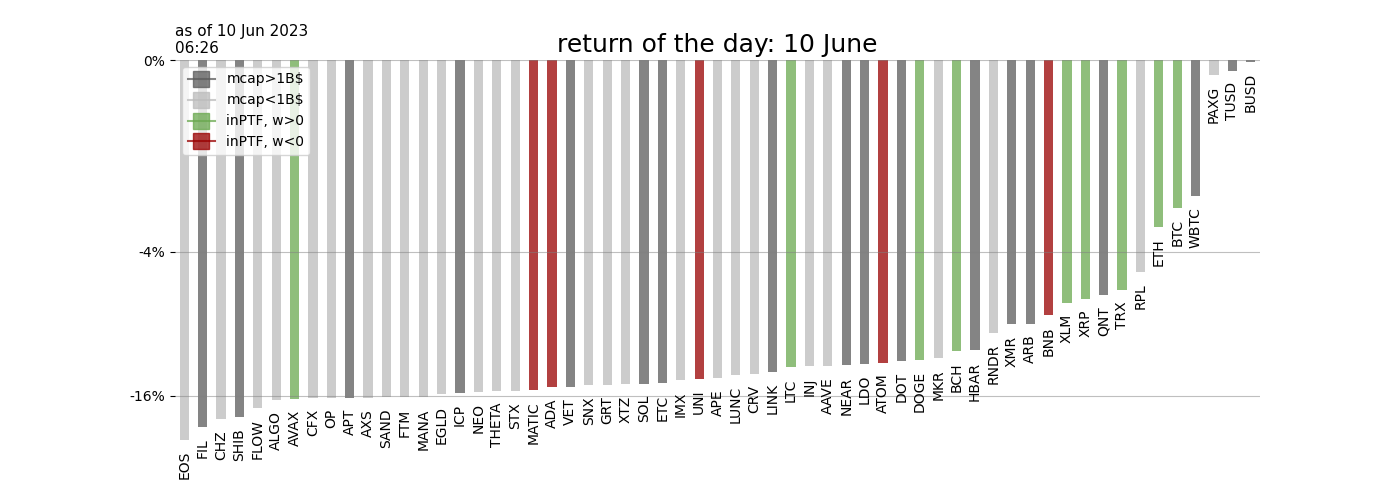 as of 10 Jun 2023
06:26
return of the day: 10 June
0%
mcap>1B$
mcap<1B$
inPTF, w>0
inPTF, w<0
-4%
-16%
EOS
FIL
CHZ
SHIB
FLOW
ALGO
AVAX
CFX
OP
APT
AXS
SAND
FTM
MANA
EGLD
ICP
NEO
THETA
STX
MATIC
ADA
VET
SNX
GRT
XTZ
SOL
ETC
IMX
UNI
APE
LUNC
CRV
LINK
LTC
INJ
AAVE
NEAR
LDO
ATOM
DOT
DOGE
MKR
BCH
HBAR
RNDR
XMR
ARB
BNB
XLM
XRP
QNT
TRX
RPL
ETH
BTC
WBTC
PAXG
TUSD
BUSD